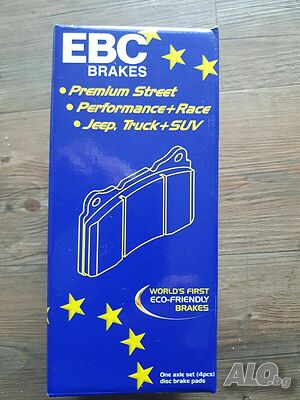 EBC
BRAKES
• Premium Street
• Performance+Race
• Jeep, Truck+SUV
WORLD'S FIRST
ECO-FRIENDLY
BRAKES
One axle set (4pcs)
disc brake pads
ALO.bg